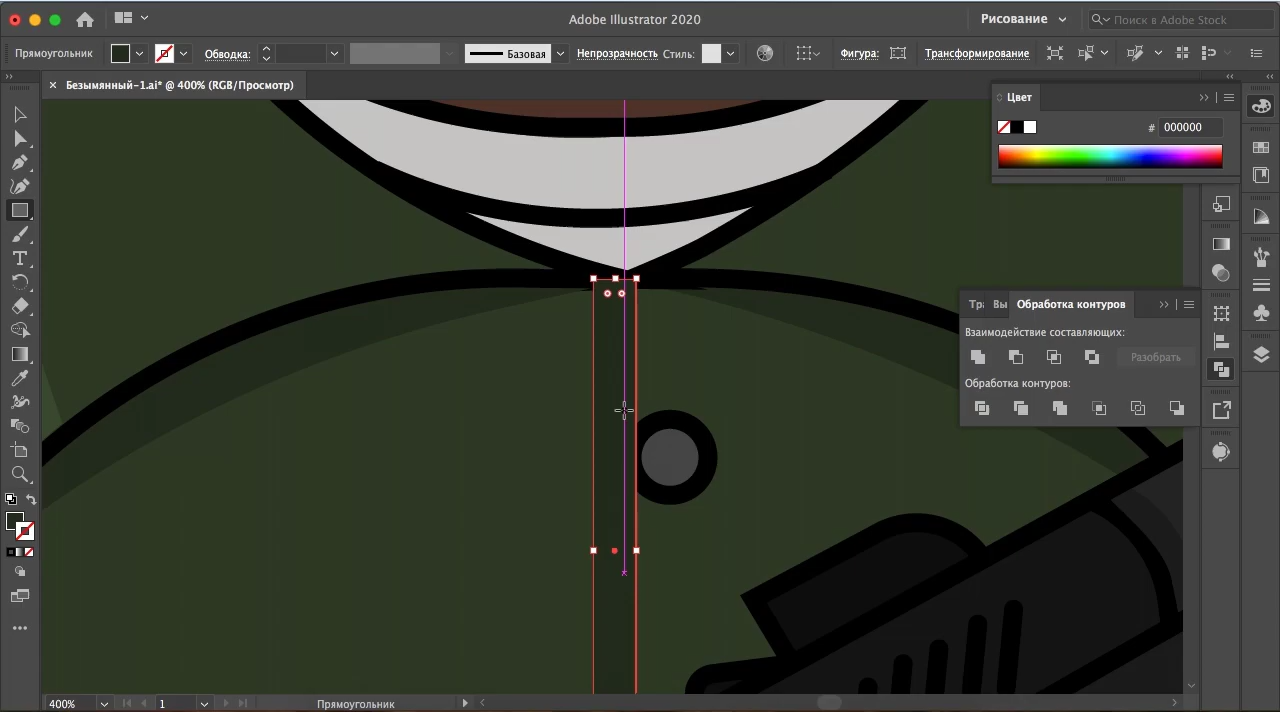 Adobe Illustrator 2020
Рисование
Поиск в Adobe Stock
Прямоугольник
Обводка:
Базовая
Непрозрачность
Стиль:
Фигура:
Трансформирование
Безымянный-1.ai* @ 400% (RGB/Просмотр)
Цвет
# 000000
Тр
Вы
Обработка контуров
Взаимодействие составляющих:
Разобрать
Обработка контуров:
400%
1
Прямоугольник